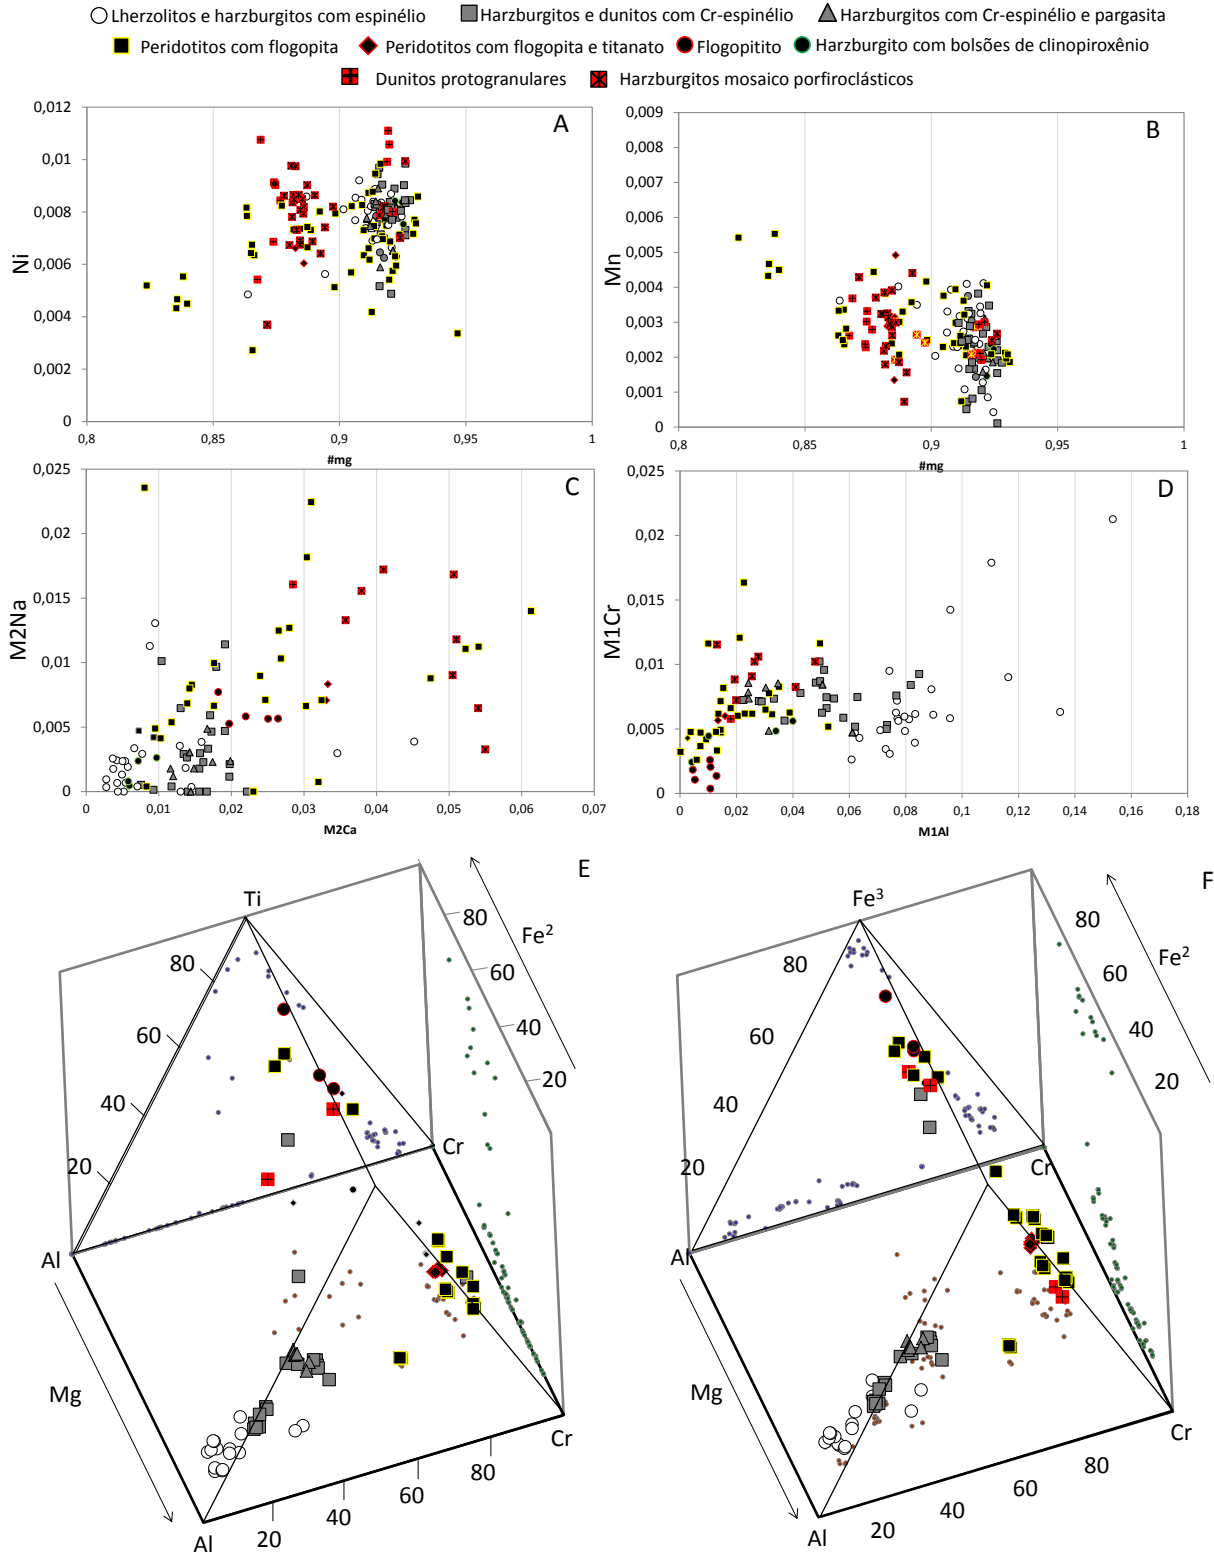 Lherzolitos e harzburgitos com espinélio Harzburgitos e dunitos com Cr-espinélio Harzburgitos com Cr-espinélio e pargasita
Peridotitos com flogopita Peridotitos com flogopita e titanato Flogopitito Harzburgito com bolsões de clinopiroxênio
Dunitos protogranulares Harzburgitos mosaico porfiroclásticos
A
Ni
0,012
0,01
0,008
0,006
0,004
0,002
0
0,8 0,85 0,9 0,95 1
#mg
B
Mn
0,009
0,008
0,007
0,006
0,005
0,004
0,003
0,002
0,001
0
0,8 0,85 0,9 0,95 1
#mg
C
M2Na
0,025
0,02
0,015
0,01
0,005
0
0 0,01 0,02 0,03 0,04 0,05 0,06 0,07
M2Ca
D
M1Cr
0,025
0,02
0,015
0,01
0,005
0
0 0,02 0,04 0,06 0,08 0,1 0,12 0,14 0,16 0,18
M1Al
E
Ti
80
60
40
20
Al
Cr
Fe²
80
60
40
20
Mg
Al
20
40
60
80
Cr
F
Fe³
80
60
40
20
Al
Cr
Fe²
80
60
40
20
Mg
Al
20
40
60
80
Cr